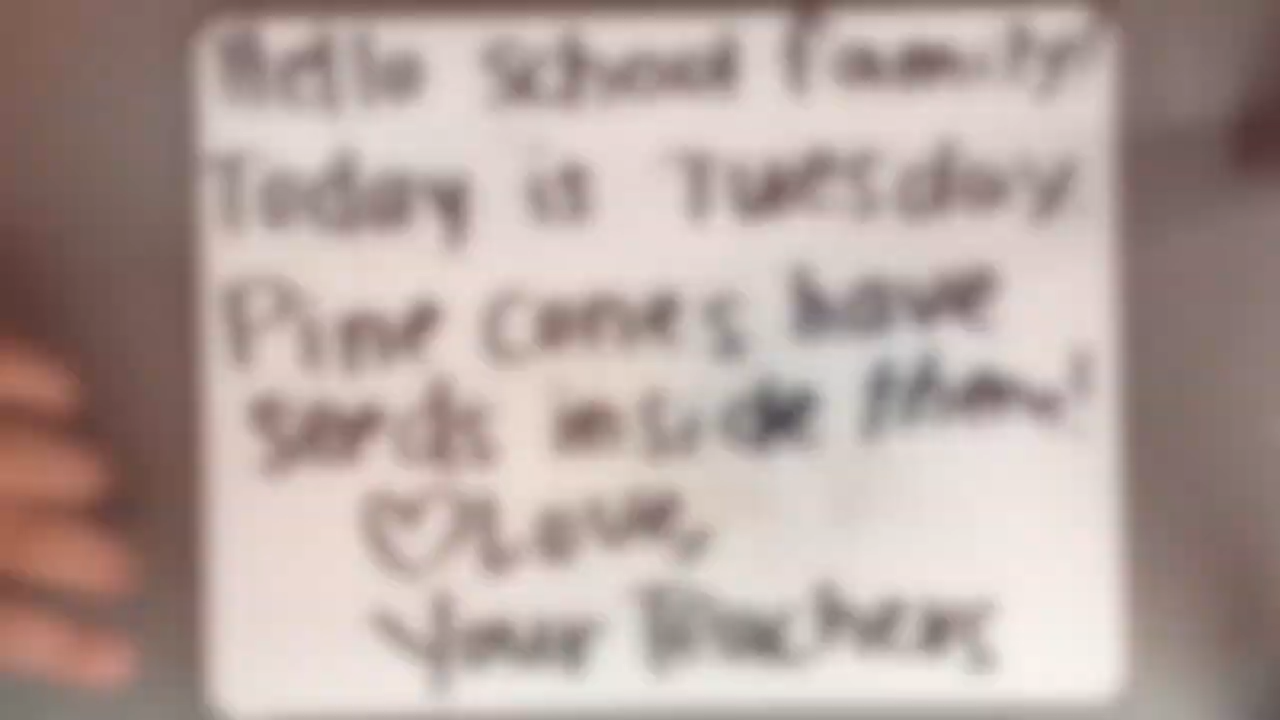 Hello School Family!
Today is Tuesday.
Pine cones have
seeds inside them!
♡Love,
Your Teachers